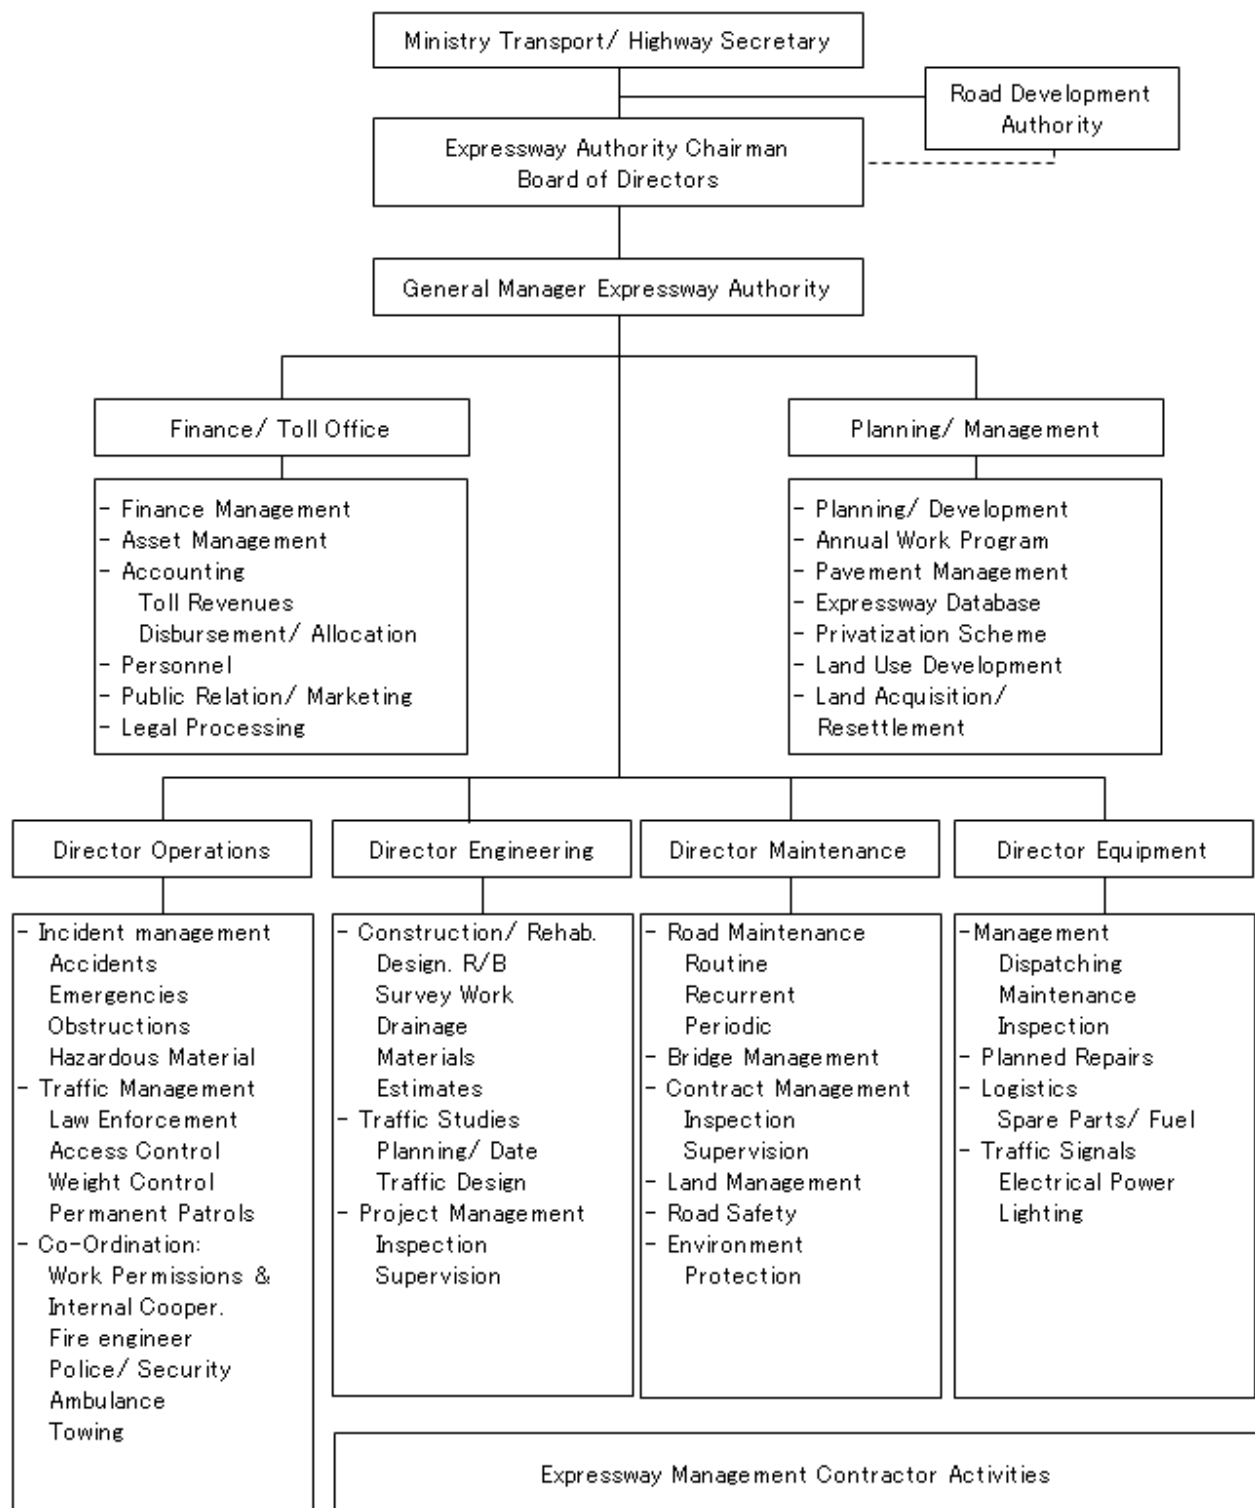 Ministry Transport/ Highway Secretary
Road Development
Authority
Expressway Authority Chairman
Board of Directors
General Manager Expressway Authority
Finance/ Toll Office
- Finance Management
- Asset Management
- Accounting
Toll Revenues
Disbursement/ Allocation
- Personnel
- Public Relation/ Marketing
- Legal Processing
Planning/ Management
- Planning/ Development
- Annual Work Program
- Pavement Management
- Expressway Database
- Privatization Scheme
- Land Use Development
- Land Acquisition/
Resettlement
Director Operations
- Incident management
Accidents
Emergencies
Obstructions
Hazardous Material
- Traffic Management
Law Enforcement
Access Control
Weight Control
Permanent Patrols
- Co-Ordination:
Work Permissions &
Internal Cooper.
Fire engineer
Police/ Security
Ambulance
Towing
Director Engineering
- Construction/ Rehab.
Design. R/B
Survey Work
Drainage
Materials
Estimates
- Traffic Studies
Planning/ Date
Traffic Design
- Project Management
Inspection
Supervision
Director Maintenance
- Road Maintenance
Routine
Recurrent
Periodic
- Bridge Management
- Contract Management
Inspection
Supervision
- Land Management
- Road Safety
- Environment
Protection
Director Equipment
-Management
Dispatching
Maintenance
Inspection
- Planned Repairs
- Logistics
Spare Parts/ Fuel
- Traffic Signals
Electrical Power
Lighting
Expressway Management Contractor Activities